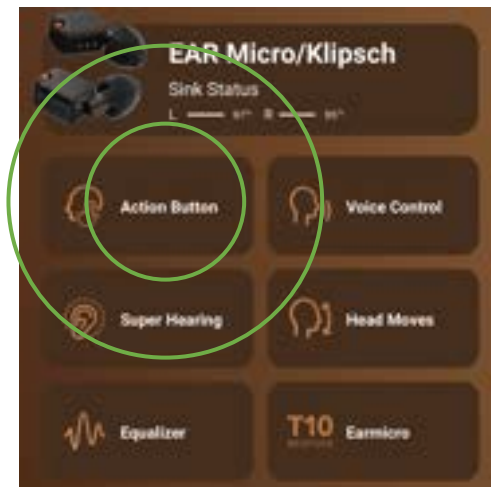 EAR Micro/Klipsch
Sink Status
L R
Action Button
Voice Control
Super Hearing
Head Moves
Equalizer
T10
Earmicro